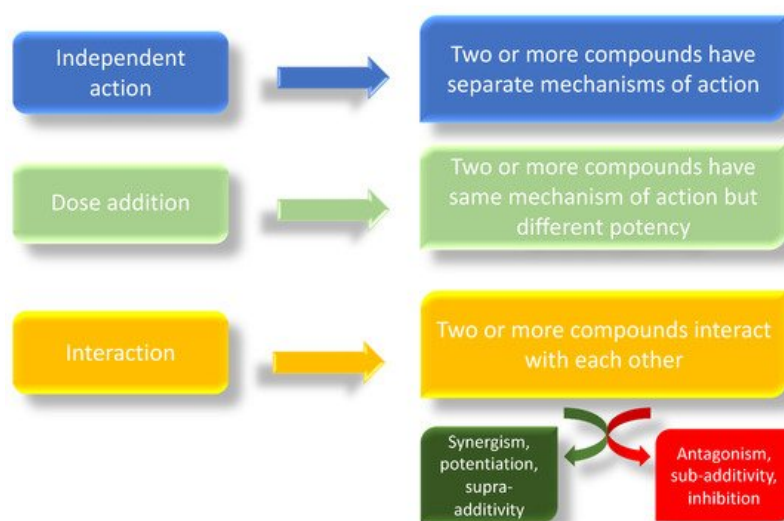 Independent
action
Two or more compounds have
separate mechanisms of action
Dose addition
Two or more compounds have
same mechanism of action but
different potency
Interaction
Two or more compounds interact
with each other
Synergism,
potentiation,
supra-
additivity
Antagonism,
sub-additivity,
inhibition